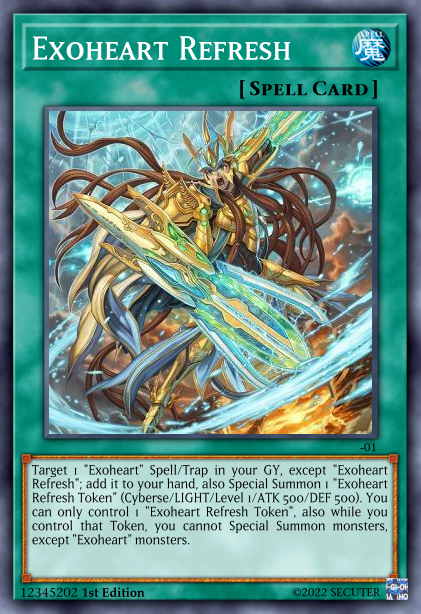 Exoheart Refresh
魔
[ Spell Card ]
-01
Target 1 "Exoheart" Spell/Trap in your GY, except "Exoheart
Refresh"; add it to your hand, also Special Summon 1 "Exoheart
Refresh Token" (Cyberse/LIGHT/Level 1/ATK 500/DEF 500). You
can only control 1 "Exoheart Refresh Token", also while you
control that Token, you cannot Special Summon monsters,
except "Exoheart" monsters.
12345202 1st Edition
©2022 SECUTER